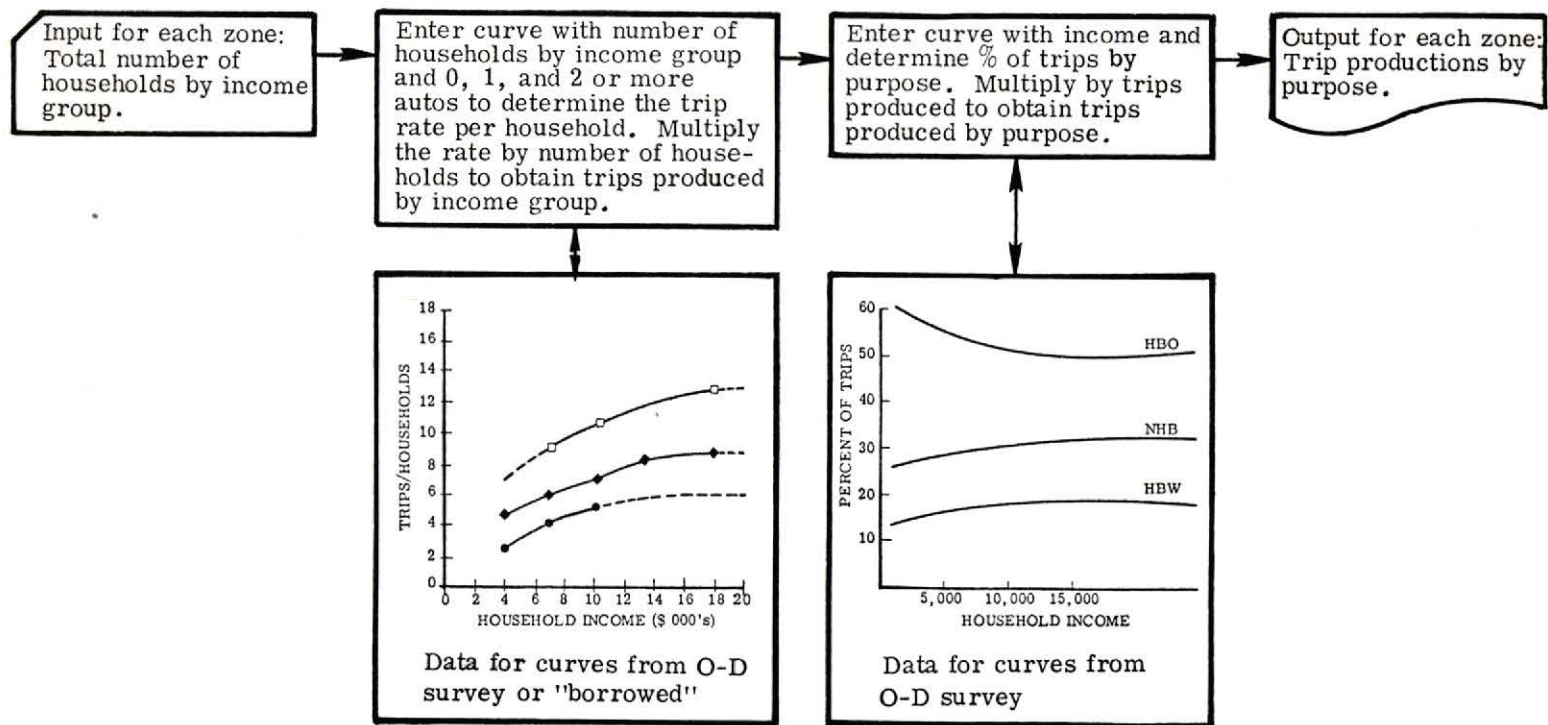 Input for each zone:
Total number of
households by income
group.
Enter curve with number of
households by income group
and 0, 1, and 2 or more
autos to determine the trip
rate per household. Multiply
the rate by number of house-
holds to obtain trips produced
by income group.
Enter curve with income and
determine % of trips by
purpose. Multiply by trips
produced to obtain trips
produced by purpose.
Output for each zone:
Trip productions by
purpose.
TRIPS/HOUSEHOLDS
18
16
14
12
10
8
6
4
2
0
0 2 4 6 8 10 12 14 16 18 20
HOUSEHOLD INCOME ($ 000's)
Data for curves from O-D
survey or "borrowed"
PERCENT OF TRIPS
60
50
40
30
20
10
HBO
NHB
HBW
5,000 10,000 15,000
HOUSEHOLD INCOME
Data for curves from
O-D survey